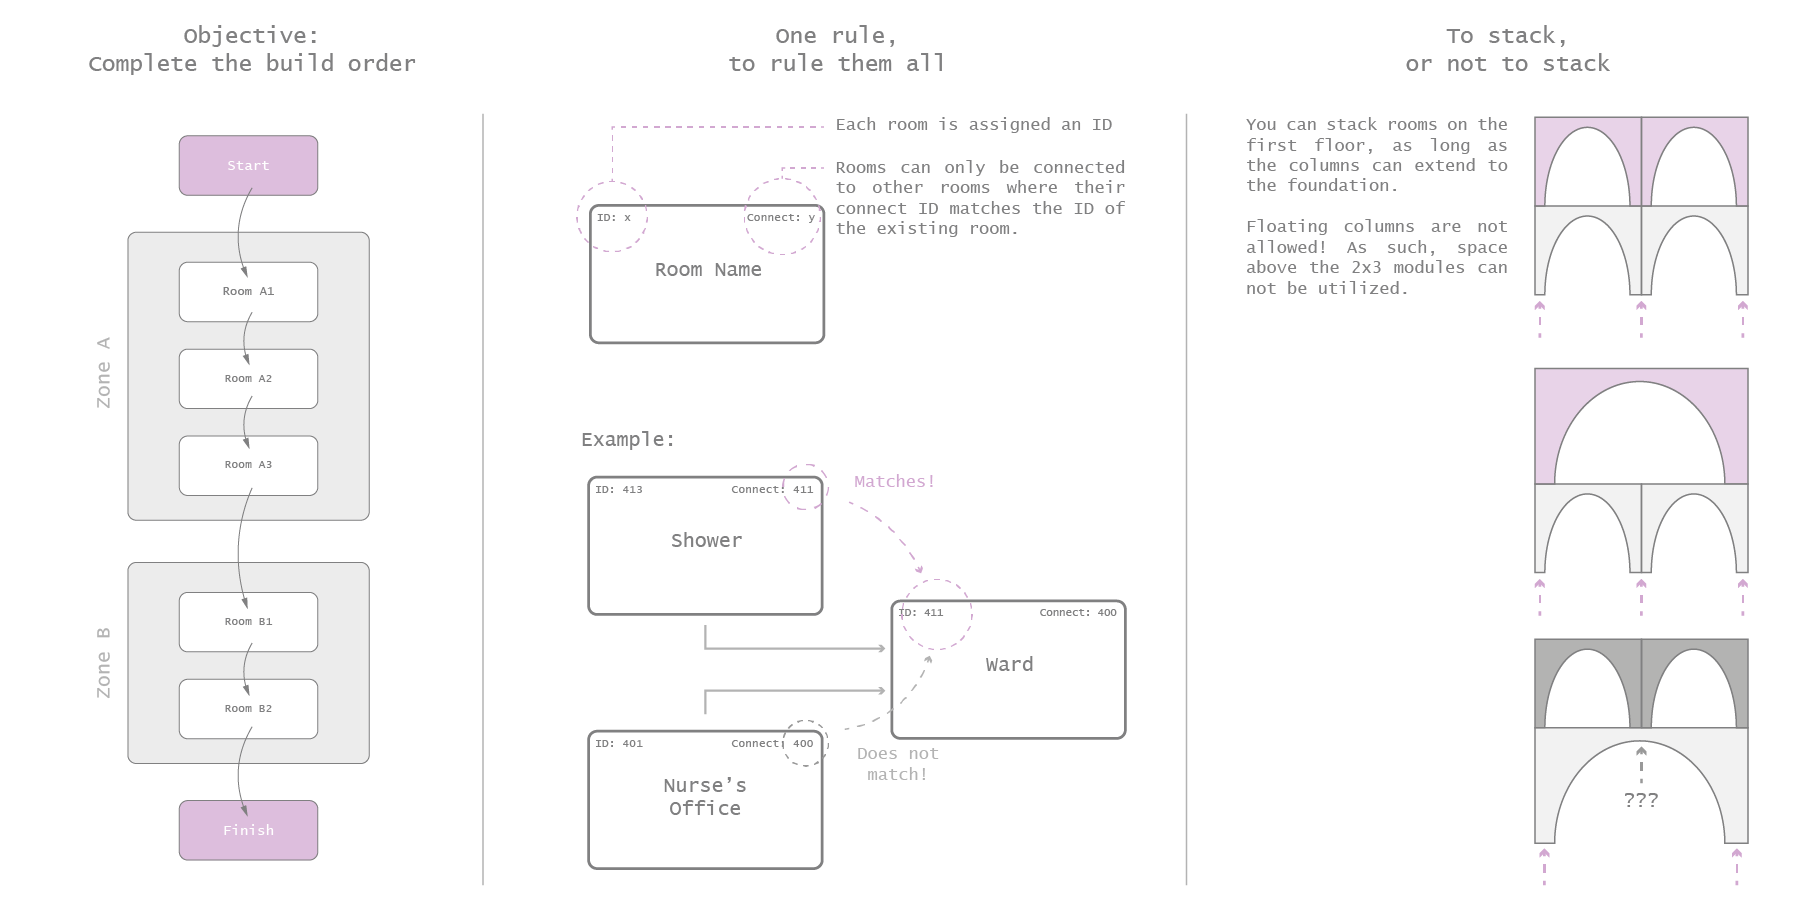 Objective:
Complete the build order
Start
Zone A
Room A1
Room A2
Room A3
Zone B
Room B1
Room B2
Finish
One rule,
to rule them all
Each room is assigned an ID
Rooms can only be connected
to other rooms where their
connect ID matches the ID of
the existing room.
ID: x
Connect: y
Room Name
Example:
ID: 413
Connect: 411
Shower
Matches!
ID: 411
Connect: 400
Ward
ID: 401
Connect: 400
Nurse’s
Office
Does not
match!
To stack,
or not to stack
You can stack rooms on the
first floor, as long as
the columns can extend to
the foundation.
Floating columns are not
allowed! As such, space
above the 2x3 modules can
not be utilized.
???